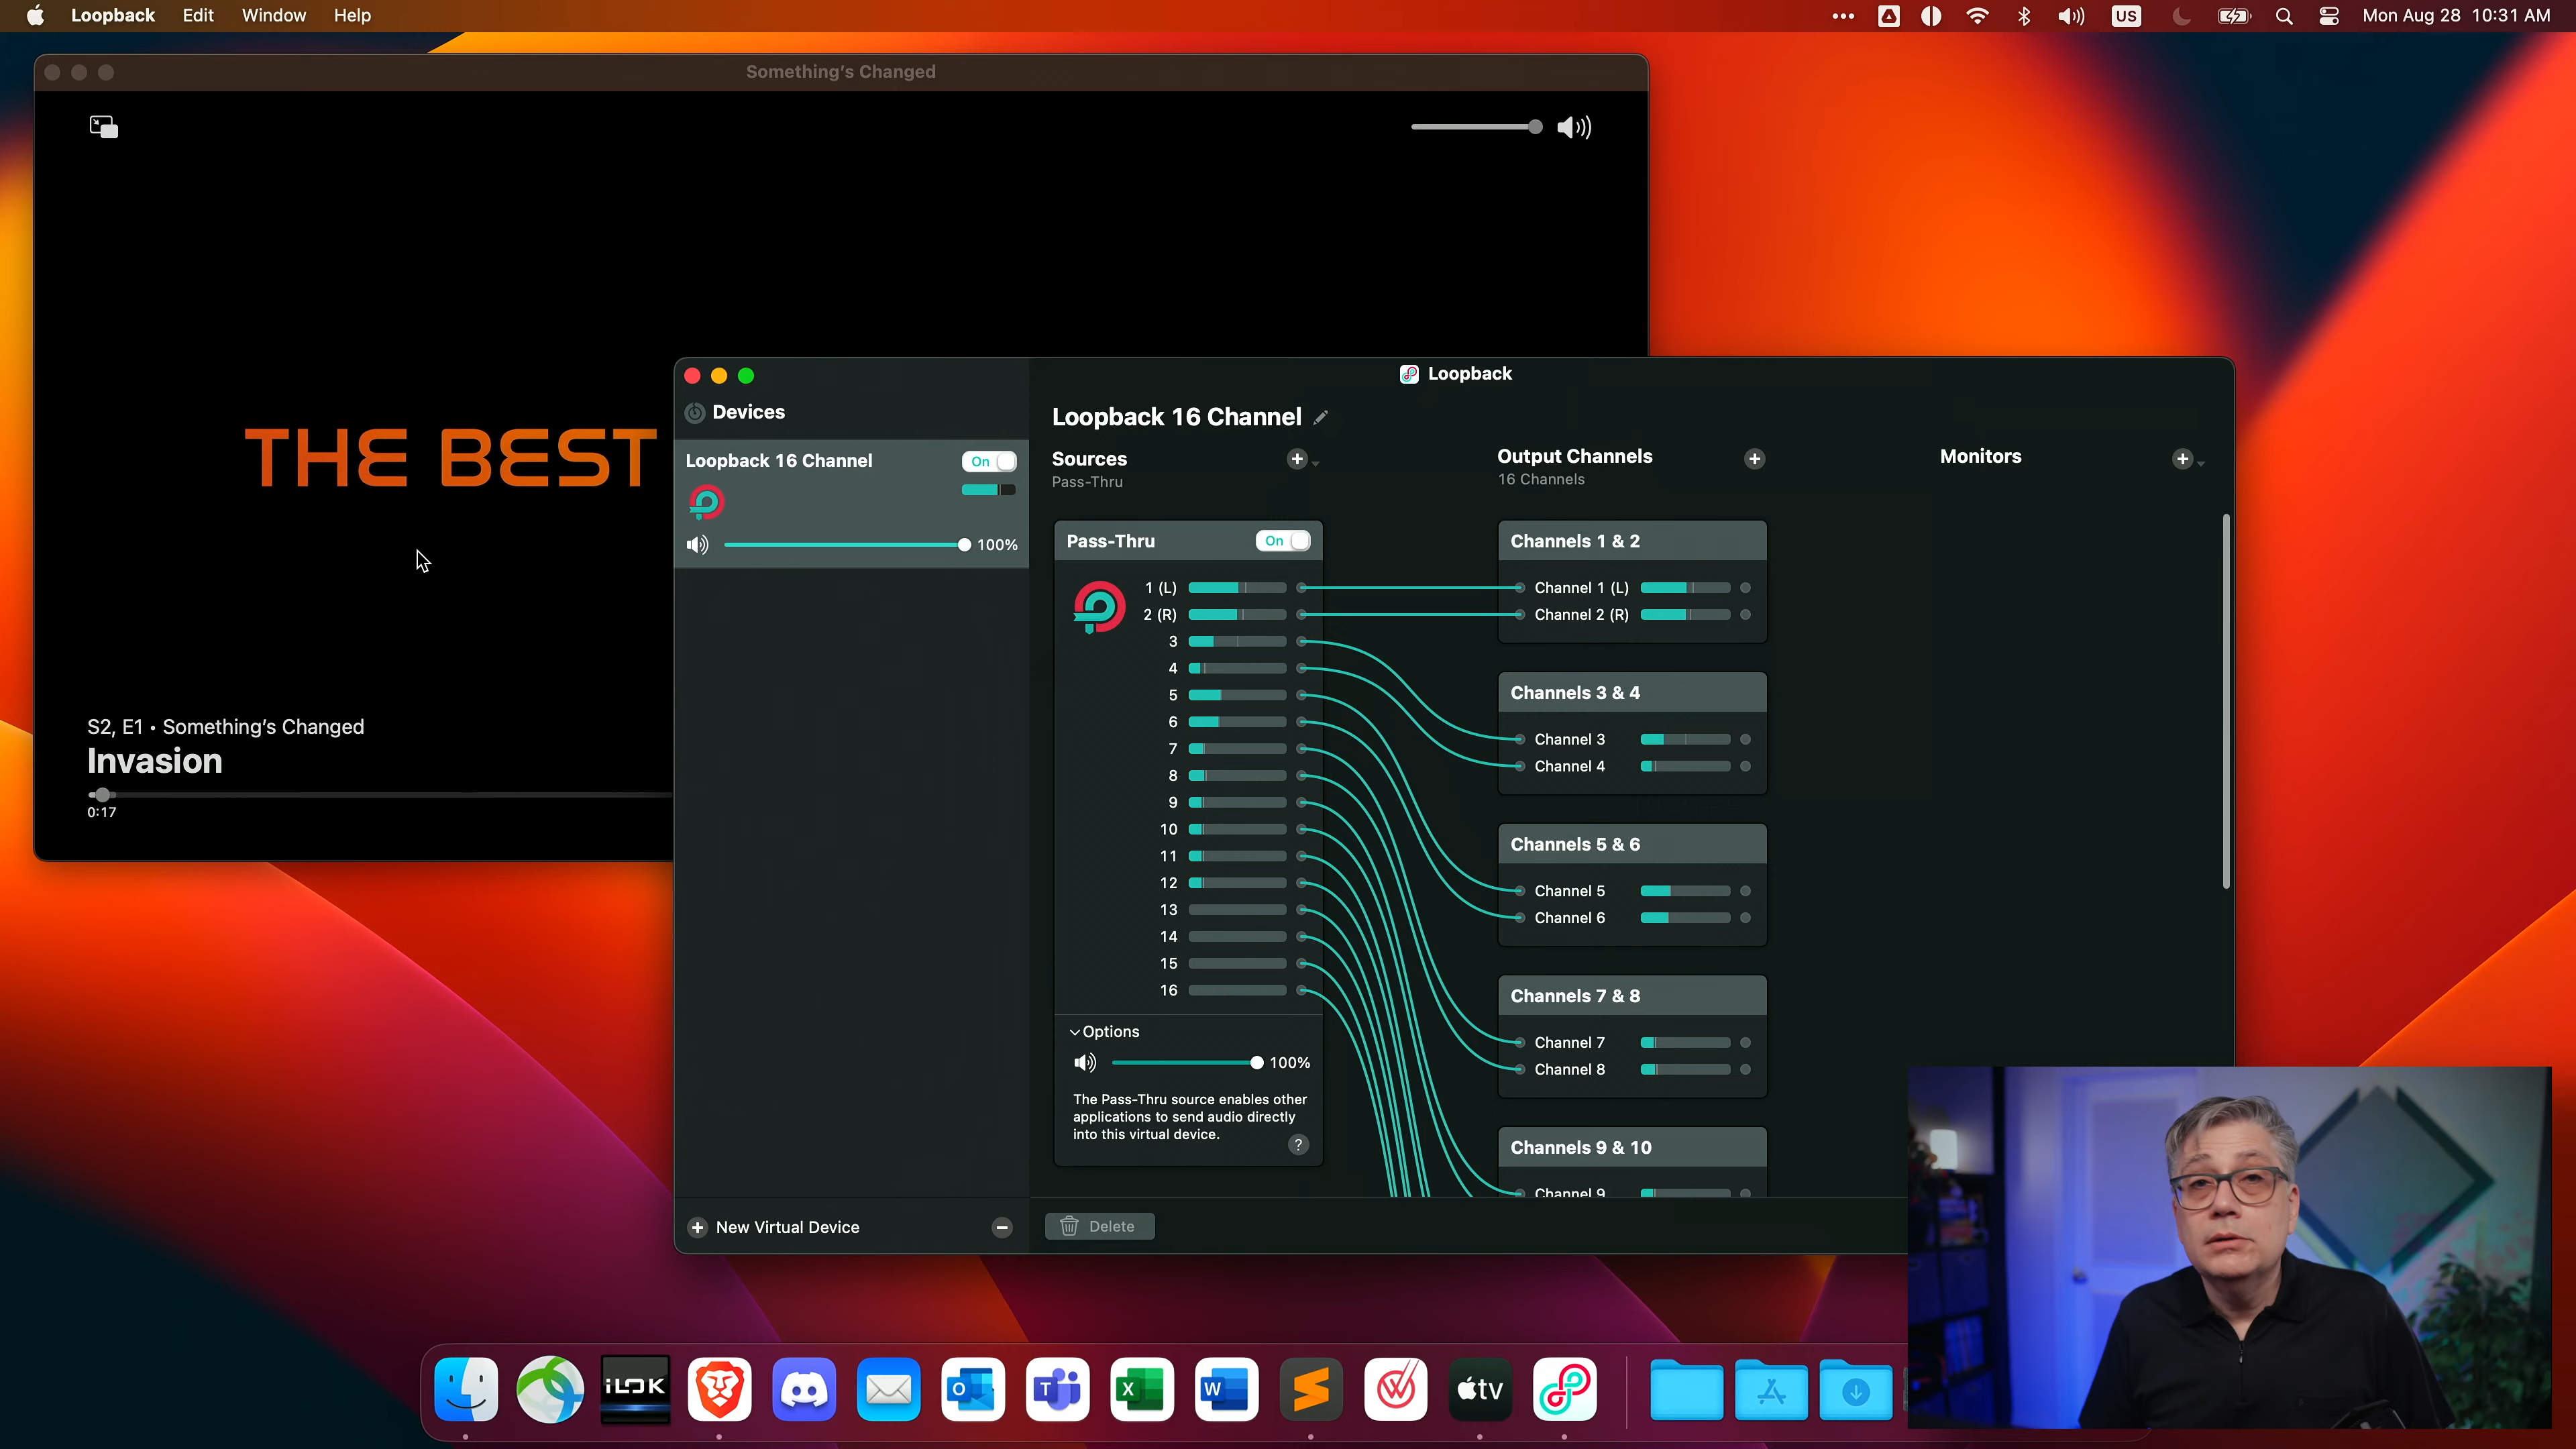 Loopback Edit Window Help
US Mon Aug 28 10:31 AM
Something's Changed
THE BEST
S2, E1 • Something's Changed
Invasion
0:17
Loopback
Devices
Loopback 16 Channel On
100%
New Virtual Device
Loopback 16 Channel
Sources
Pass-Thru
Pass-Thru On
1 (L)
2 (R)
3
4
5
6
7
8
9
10
11
12
13
14
15
16
Options
100%
The Pass-Thru source enables other
applications to send audio directly
into this virtual device.
?
Delete
Output Channels
16 Channels
Channels 1 & 2
Channel 1 (L)
Channel 2 (R)
Channels 3 & 4
Channel 3
Channel 4
Channels 5 & 6
Channel 5
Channel 6
Channels 7 & 8
Channel 7
Channel 8
Channels 9 & 10
Channel 9
Monitors
iLOK
O
T
X
W
tv